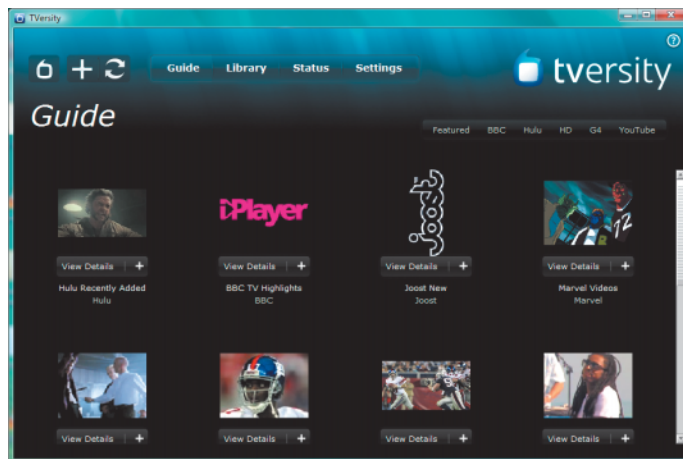 TVersity
Guide Library Status Settings
tversity
Guide
Featured BBC Hulu HD G4 YouTube
iPlayer
Joost
72
View Details + View Details + View Details + View Details +
Hulu Recently Added BBC TV Highlights Joost New Marvel Videos
Hulu BBC Joost Marvel
View Details + View Details + View Details + View Details +